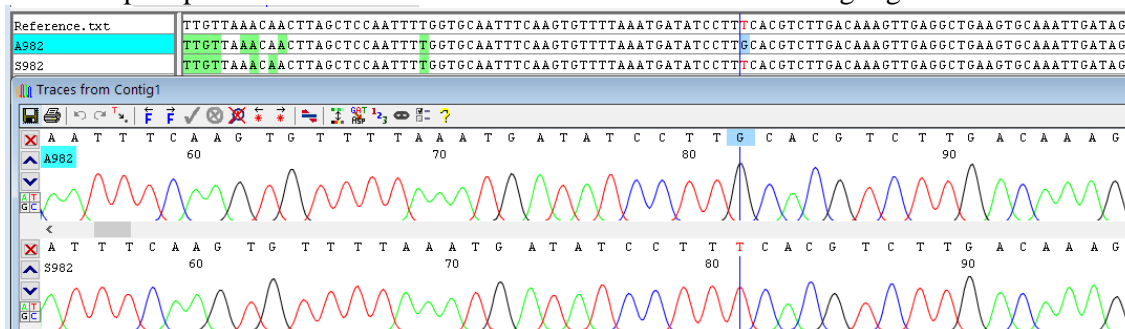 Reference.txt TTGTTAAACAACTTAGCTCCAATTTTGGTGCAATTTCAAGTGTTTTAAATGATATCCTTTCACGTCTTGACAAAGTTGAGGCTGAAGTGCAAATTGATAG
A982 TTGTTAAACAACTTAGCTCCAATTTTGGTGCAATTTCAAGTGTTTTAAATGATATCCTTGCACGTCTTGACAAAGTTGAGGCTGAAGTGCAAATTGATAG
S982 TTGTTAAACAACTTAGCTCCAATTTTGGTGCAATTTCAAGTGTTTTAAATGATATCCTTTCACGTCTTGACAAAGTTGAGGCTGAAGTGCAAATTGATAG
Traces from Contig1
A A T T T C A A G T G T T T T A A A T G A T A T C C T T G C A C G T C T T G A C A A A G
A982 60 70 80 90
A T
G C
A T T T C A A G T G T T T T A A A T G A T A T C C T T T C A C G T C T T G A C A A A G
S982 60 70 80 90
A T
G C